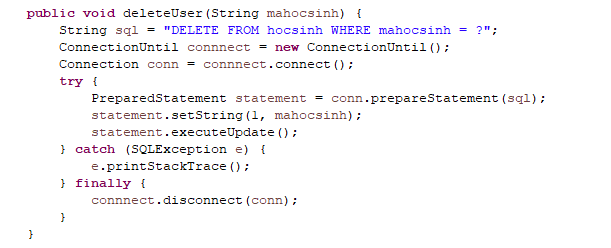 public void deleteUser(String mahocsinh) {
String sql = "DELETE FROM hocsinh WHERE mahocsinh = ?";
ConnectionUntil connnect = new ConnectionUntil();
Connection conn = connnect.connect();
try {
PreparedStatement statement = conn.prepareStatement(sql);
statement.setString(1, mahocsinh);
statement.executeUpdate();
} catch (SQLException e) {
e.printStackTrace();
} finally {
connnect.disconnect(conn);
}
}